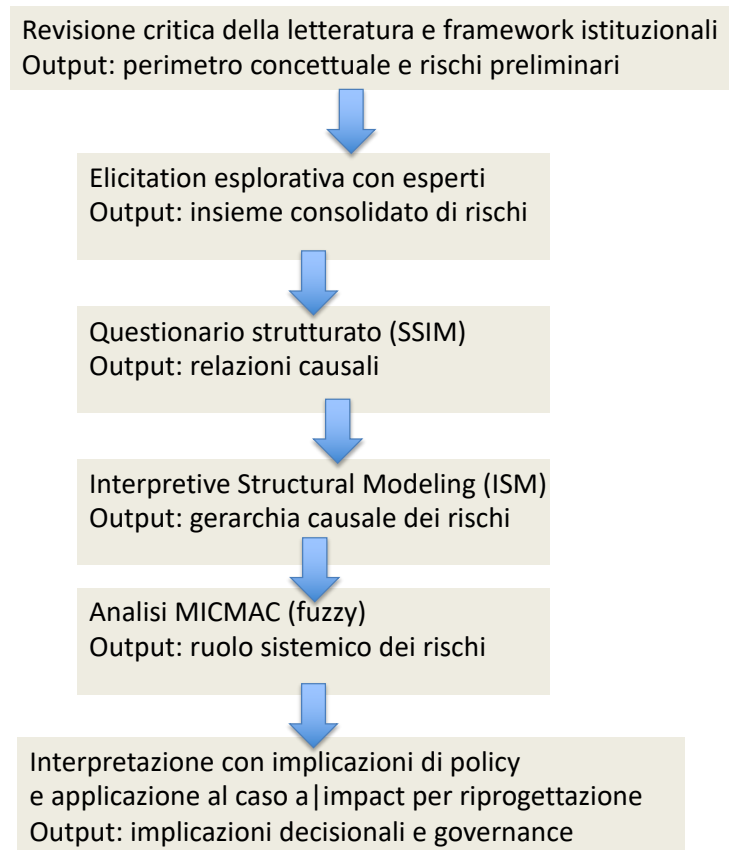 Revisione critica della letteratura e framework istituzionali
Output: perimetro concettuale e rischi preliminari
Elicitation esplorativa con esperti
Output: insieme consolidato di rischi
Questionario strutturato (SSIM)
Output: relazioni causali
Interpretive Structural Modeling (ISM)
Output: gerarchia causale dei rischi
Analisi MICMAC (fuzzy)
Output: ruolo sistemico dei rischi
Interpretazione con implicazioni di policy
e applicazione al caso a|impact per riprogettazione
Output: implicazioni decisionali e governance